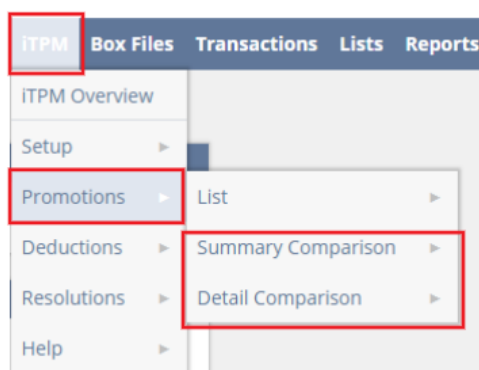 iTPM Box Files Transactions Lists Reports
iTPM Overview
Setup
Promotions
List
Deductions
Summary Comparison
Resolutions
Detail Comparison
Help